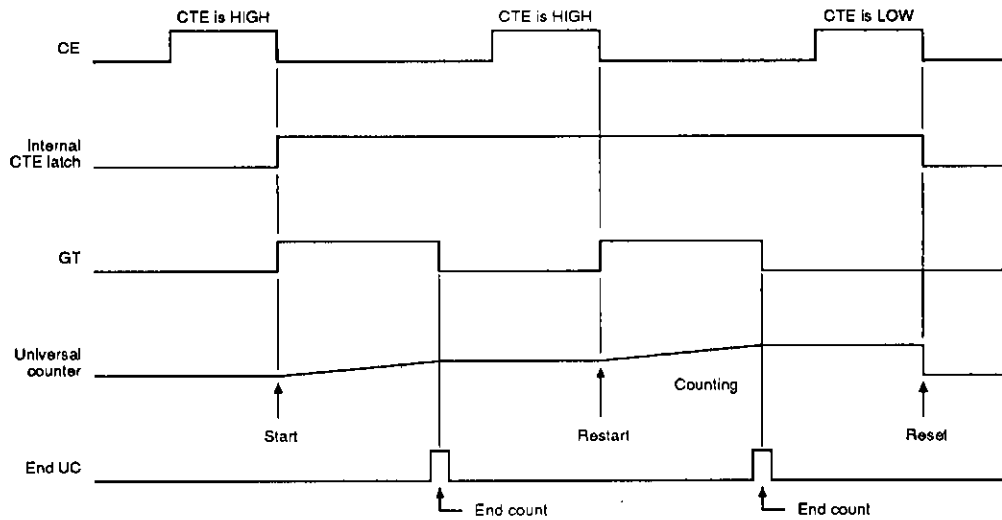 CTE is HIGH
CTE is HIGH
CTE is LOW
CE
Internal
CTE latch
GT
Universal
counter
Counting
Start
Restart
Reset
End UC
End count
End count